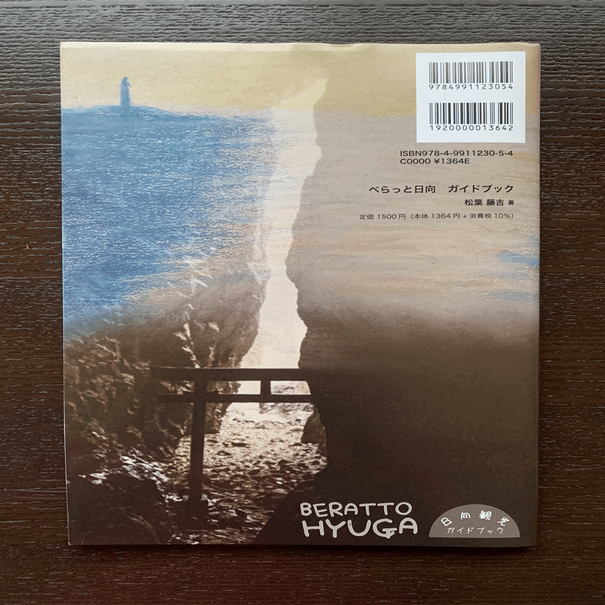 9784991123054
1920000013642
ISBN978-4-9911230-5-4
C0000 ¥1364E
べらっと日向 ガイドブック
松葉 藤吉 著
定価 1500円（本体 1364円＋消費税 10%）
BERATTO
HYUGA
日向観光
ガイドブック